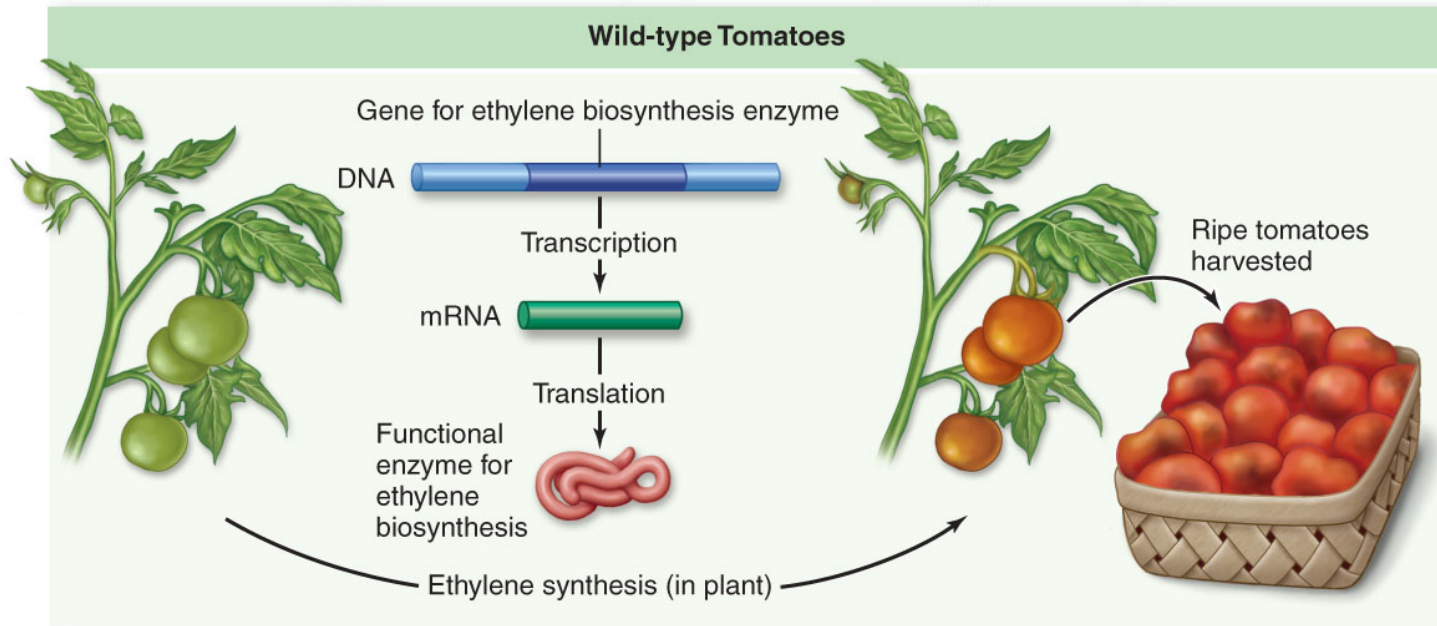 Wild-type Tomatoes
Gene for ethylene biosynthesis enzyme
DNA
Transcription
mRNA
Translation
Functional
enzyme for
ethylene
biosynthesis
Ethylene synthesis (in plant)
Ripe tomatoes
harvested